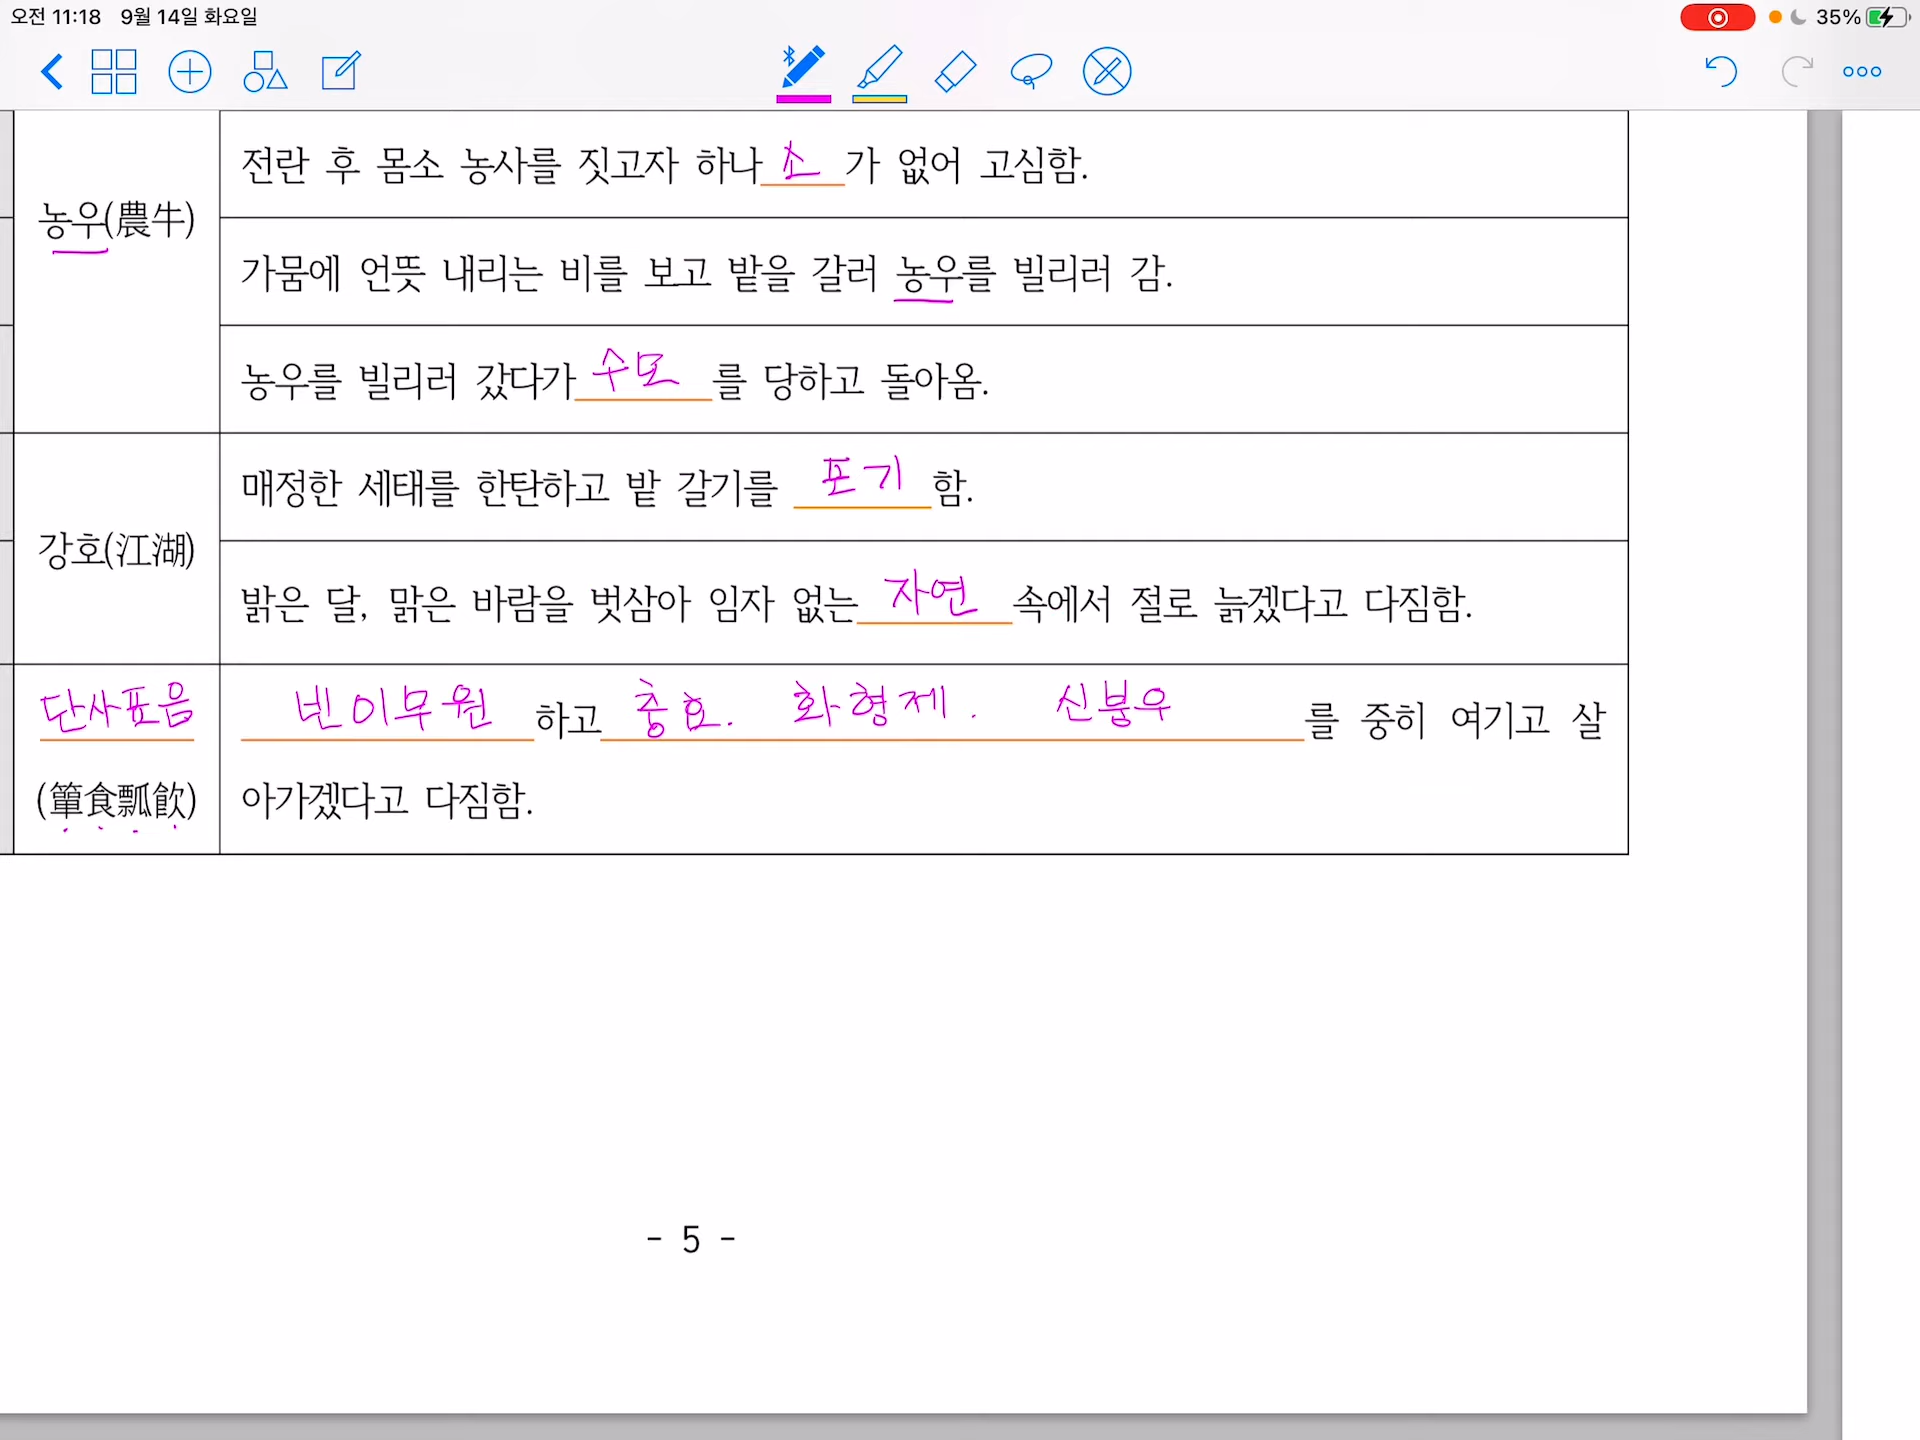 오전 11:18 9월 14일 화요일 35%
농우(農牛)
전란 후 몸소 농사를 짓고자 하나 소 가 없어 고심함.
가뭄에 언뜻 내리는 비를 보고 밭을 갈러 농우를 빌리러 감.
농우를 빌리러 갔다가 수모 를 당하고 돌아옴.
강호(江湖)
매정한 세태를 한탄하고 밭 갈기를 포기 함.
밝은 달, 맑은 바람을 벗삼아 임자 없는 자연 속에서 절로 늙겠다고 다짐함.
단사표음
(簞食瓢飮)
빈이무원 하고 충효. 화형제. 신붕우 를 중히 여기고 살
아가겠다고 다짐함.
- 5 -